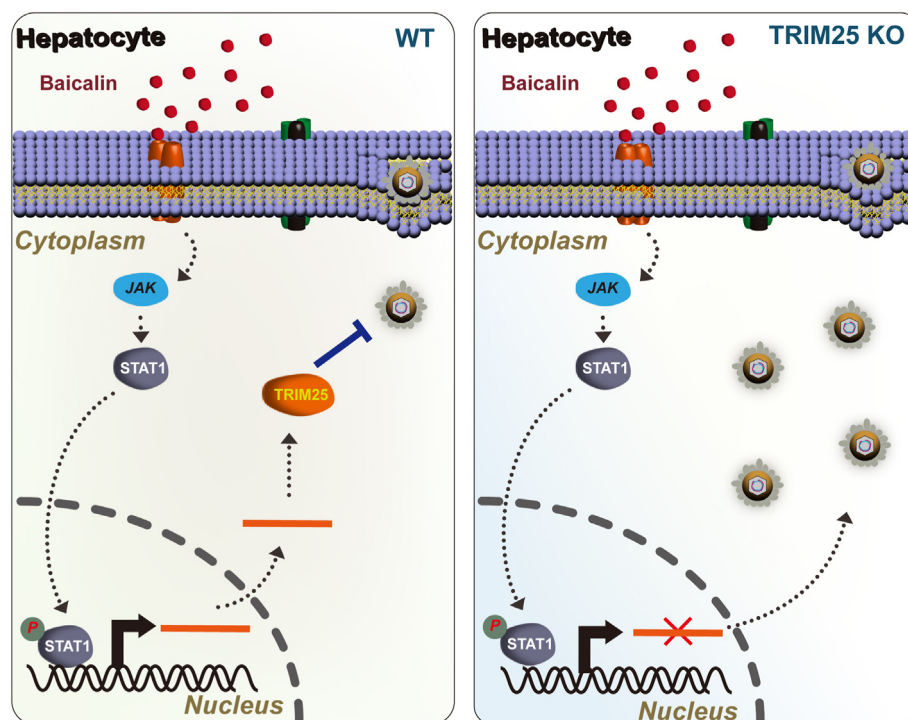 Hepatocyte
WT
Baicalin
Cytoplasm
JAK
STAT1
TRIM25
P
STAT1
Nucleus
Hepatocyte
TRIM25 KO
Baicalin
Cytoplasm
JAK
STAT1
P
STAT1
Nucleus